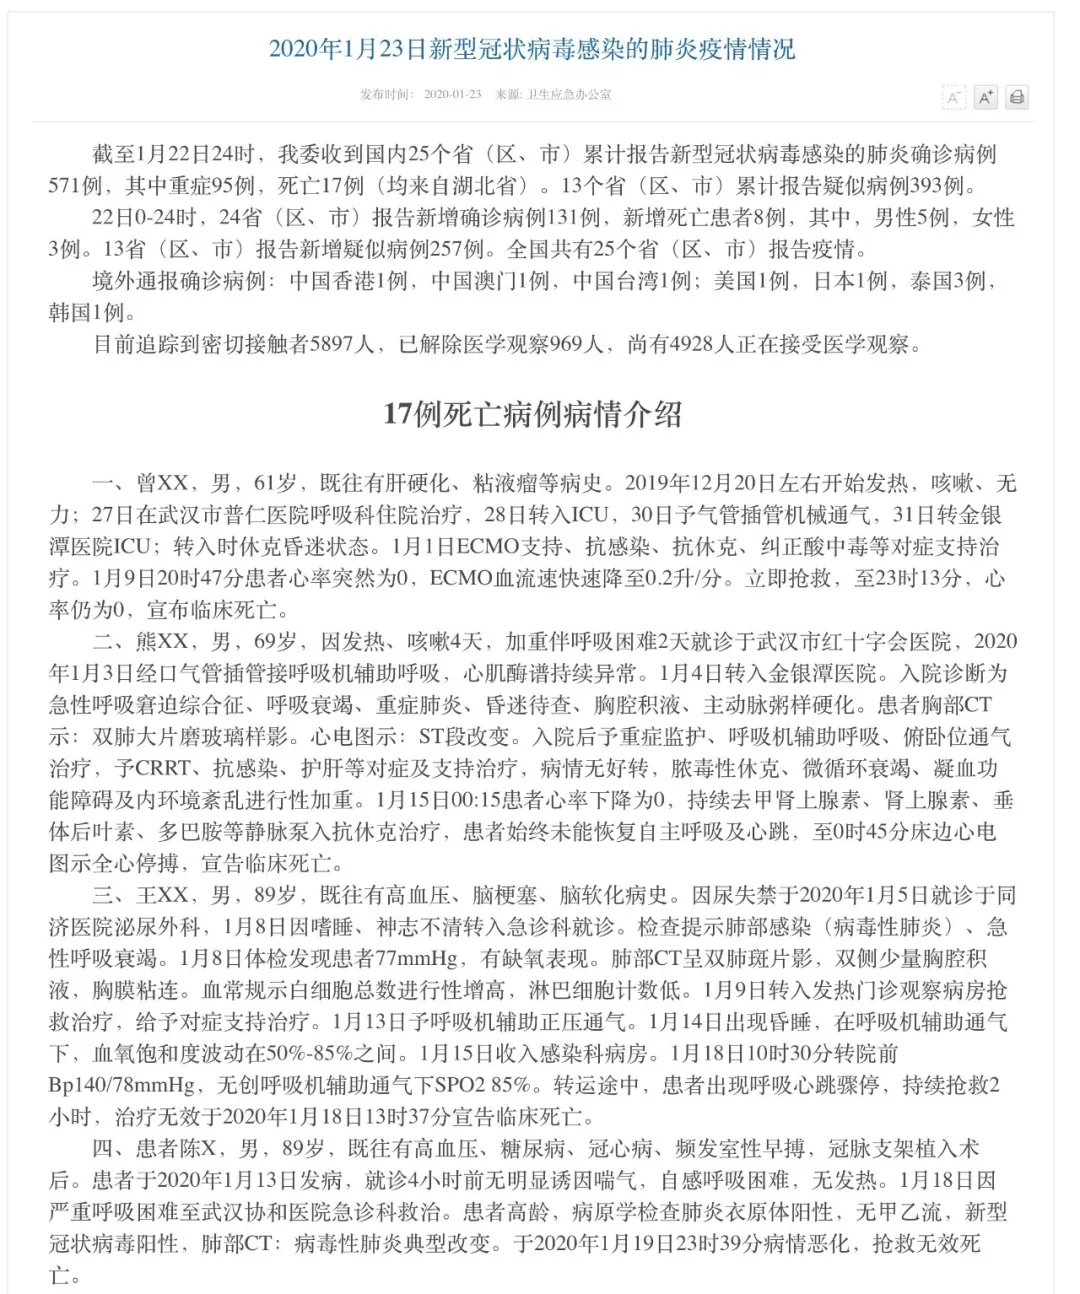 2020年1月23日新型冠状病毒感染的肺炎疫情情况
发布时间： 2020-01-23 来源: 卫生应急办公室
A-
A+
截至1月22日24时，我委收到国内25个省（区、市）累计报告新型冠状病毒感染的肺炎确诊病例
571例，其中重症95例，死亡17例（均来自湖北省）。13个省（区、市）累计报告疑似病例393例。
22日0-24时，24省（区、市）报告新增确诊病例131例，新增死亡患者8例，其中，男性5例，女性
3例。13省（区、市）报告新增疑似病例257例。全国共有25个省（区、市）报告疫情。
境外通报确诊病例：中国香港1例，中国澳门1例，中国台湾1例；美国1例，日本1例，泰国3例，
韩国1例。
目前追踪到密切接触者5897人，已解除医学观察969人，尚有4928人正在接受医学观察。
17例死亡病例病情介绍
一、曾XX，男，61岁，既往有肝硬化、粘液瘤等病史。2019年12月20日左右开始发热，咳嗽、无
力；27日在武汉市普仁医院呼吸科住院治疗，28日转入ICU，30日予气管插管机械通气，31日转金银
潭医院ICU；转入时休克昏迷状态。1月1日ECMO支持、抗感染、抗休克、纠正酸中毒等对症支持治
疗。1月9日20时47分患者心率突然为0，ECMO血流速快速降至0.2升/分。立即抢救，至23时13分，心
率仍为0，宣布临床死亡。
二、熊XX，男，69岁，因发热、咳嗽4天，加重伴呼吸困难2天就诊于武汉市红十字会医院，2020
年1月3日经口气管插管接呼吸机辅助呼吸，心肌酶谱持续异常。1月4日转入金银潭医院。入院诊断为
急性呼吸窘迫综合征、呼吸衰竭、重症肺炎、昏迷待查、胸腔积液、主动脉粥样硬化。患者胸部CT
示：双肺大片磨玻璃样影。心电图示：ST段改变。入院后予重症监护、呼吸机辅助呼吸、俯卧位通气
治疗，予CRRT、抗感染、护肝等对症及支持治疗，病情无好转，脓毒性休克、微循环衰竭、凝血功
能障碍及内环境紊乱进行性加重。1月15日00:15患者心率下降为0，持续去甲肾上腺素、肾上腺素、垂
体后叶素、多巴胺等静脉泵入抗休克治疗，患者始终未能恢复自主呼吸及心跳，至0时45分床边心电
图示全心停搏，宣告临床死亡。
三、王XX，男，89岁，既往有高血压、脑梗塞、脑软化病史。因尿失禁于2020年1月5日就诊于同
济医院泌尿外科，1月8日因嗜睡、神志不清转入急诊科就诊。检查提示肺部感染（病毒性肺炎）、急
性呼吸衰竭。1月8日体检发现患者77mmHg，有缺氧表现。肺部CT呈双肺斑片影，双侧少量胸腔积
液，胸膜粘连。血常规示白细胞总数进行性增高，淋巴细胞计数低。1月9日转入发热门诊观察病房抢
救治疗，给予对症支持治疗。1月13日予呼吸机辅助正压通气。1月14日出现昏睡，在呼吸机辅助通气
下，血氧饱和度波动在50%-85%之间。1月15日收入感染科病房。1月18日10时30分转院前
Bp140/78mmHg，无创呼吸机辅助通气下SPO2 85%。转运途中，患者出现呼吸心跳骤停，持续抢救2
小时，治疗无效于2020年1月18日13时37分宣告临床死亡。
四、患者陈X，男，89岁，既往有高血压、糖尿病、冠心病、频发室性早搏，冠脉支架植入术
后。患者于2020年1月13日发病，就诊4小时前无明显诱因喘气，自感呼吸困难，无发热。1月18日因
严重呼吸困难至武汉协和医院急诊科救治。患者高龄，病原学检查肺炎衣原体阳性，无甲乙流，新型
冠状病毒阳性，肺部CT：病毒性肺炎典型改变。于2020年1月19日23时39分病情恶化，抢救无效死
亡。